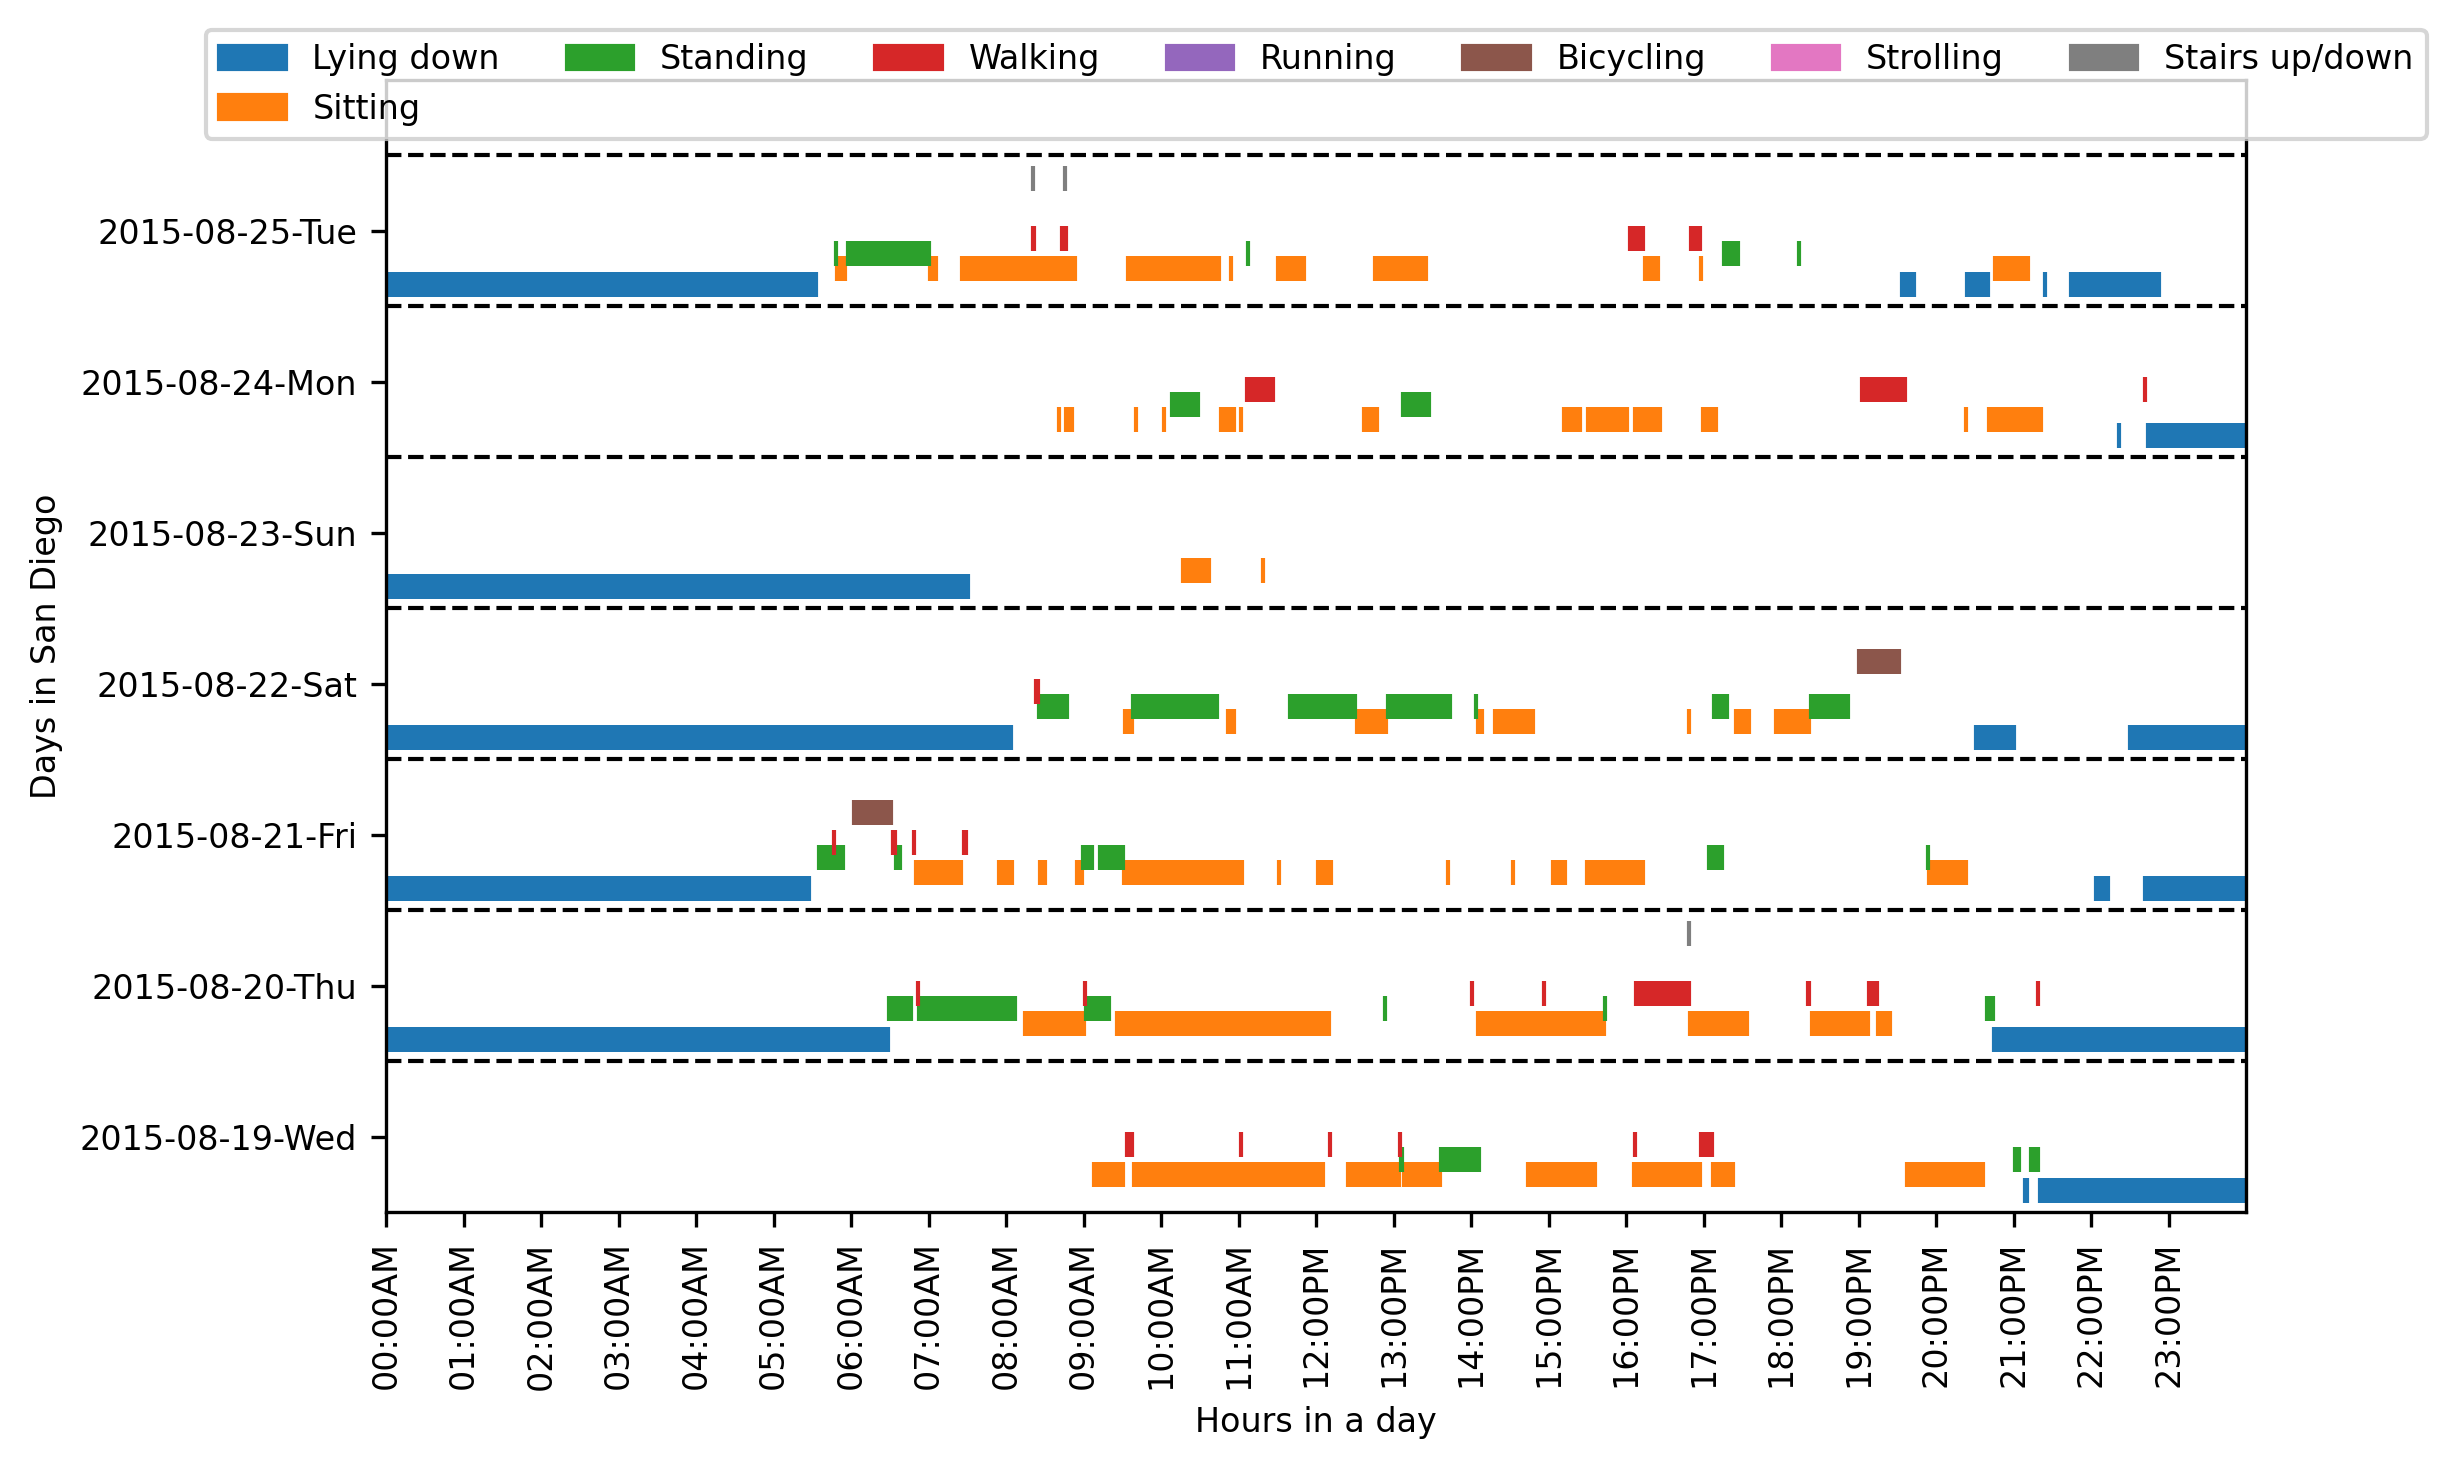 Lying down Standing Walking Running Bicycling Strolling Stairs up/down
Sitting
2015-08-25-Tue
2015-08-24-Mon
2015-08-23-Sun
2015-08-22-Sat
2015-08-21-Fri
2015-08-20-Thu
2015-08-19-Wed
Days in San Diego
00:00AM
01:00AM
02:00AM
03:00AM
04:00AM
05:00AM
06:00AM
07:00AM
08:00AM
09:00AM
10:00AM
11:00AM
12:00PM
13:00PM
14:00PM
15:00PM
16:00PM
17:00PM
18:00PM
19:00PM
20:00PM
21:00PM
22:00PM
23:00PM
Hours in a day